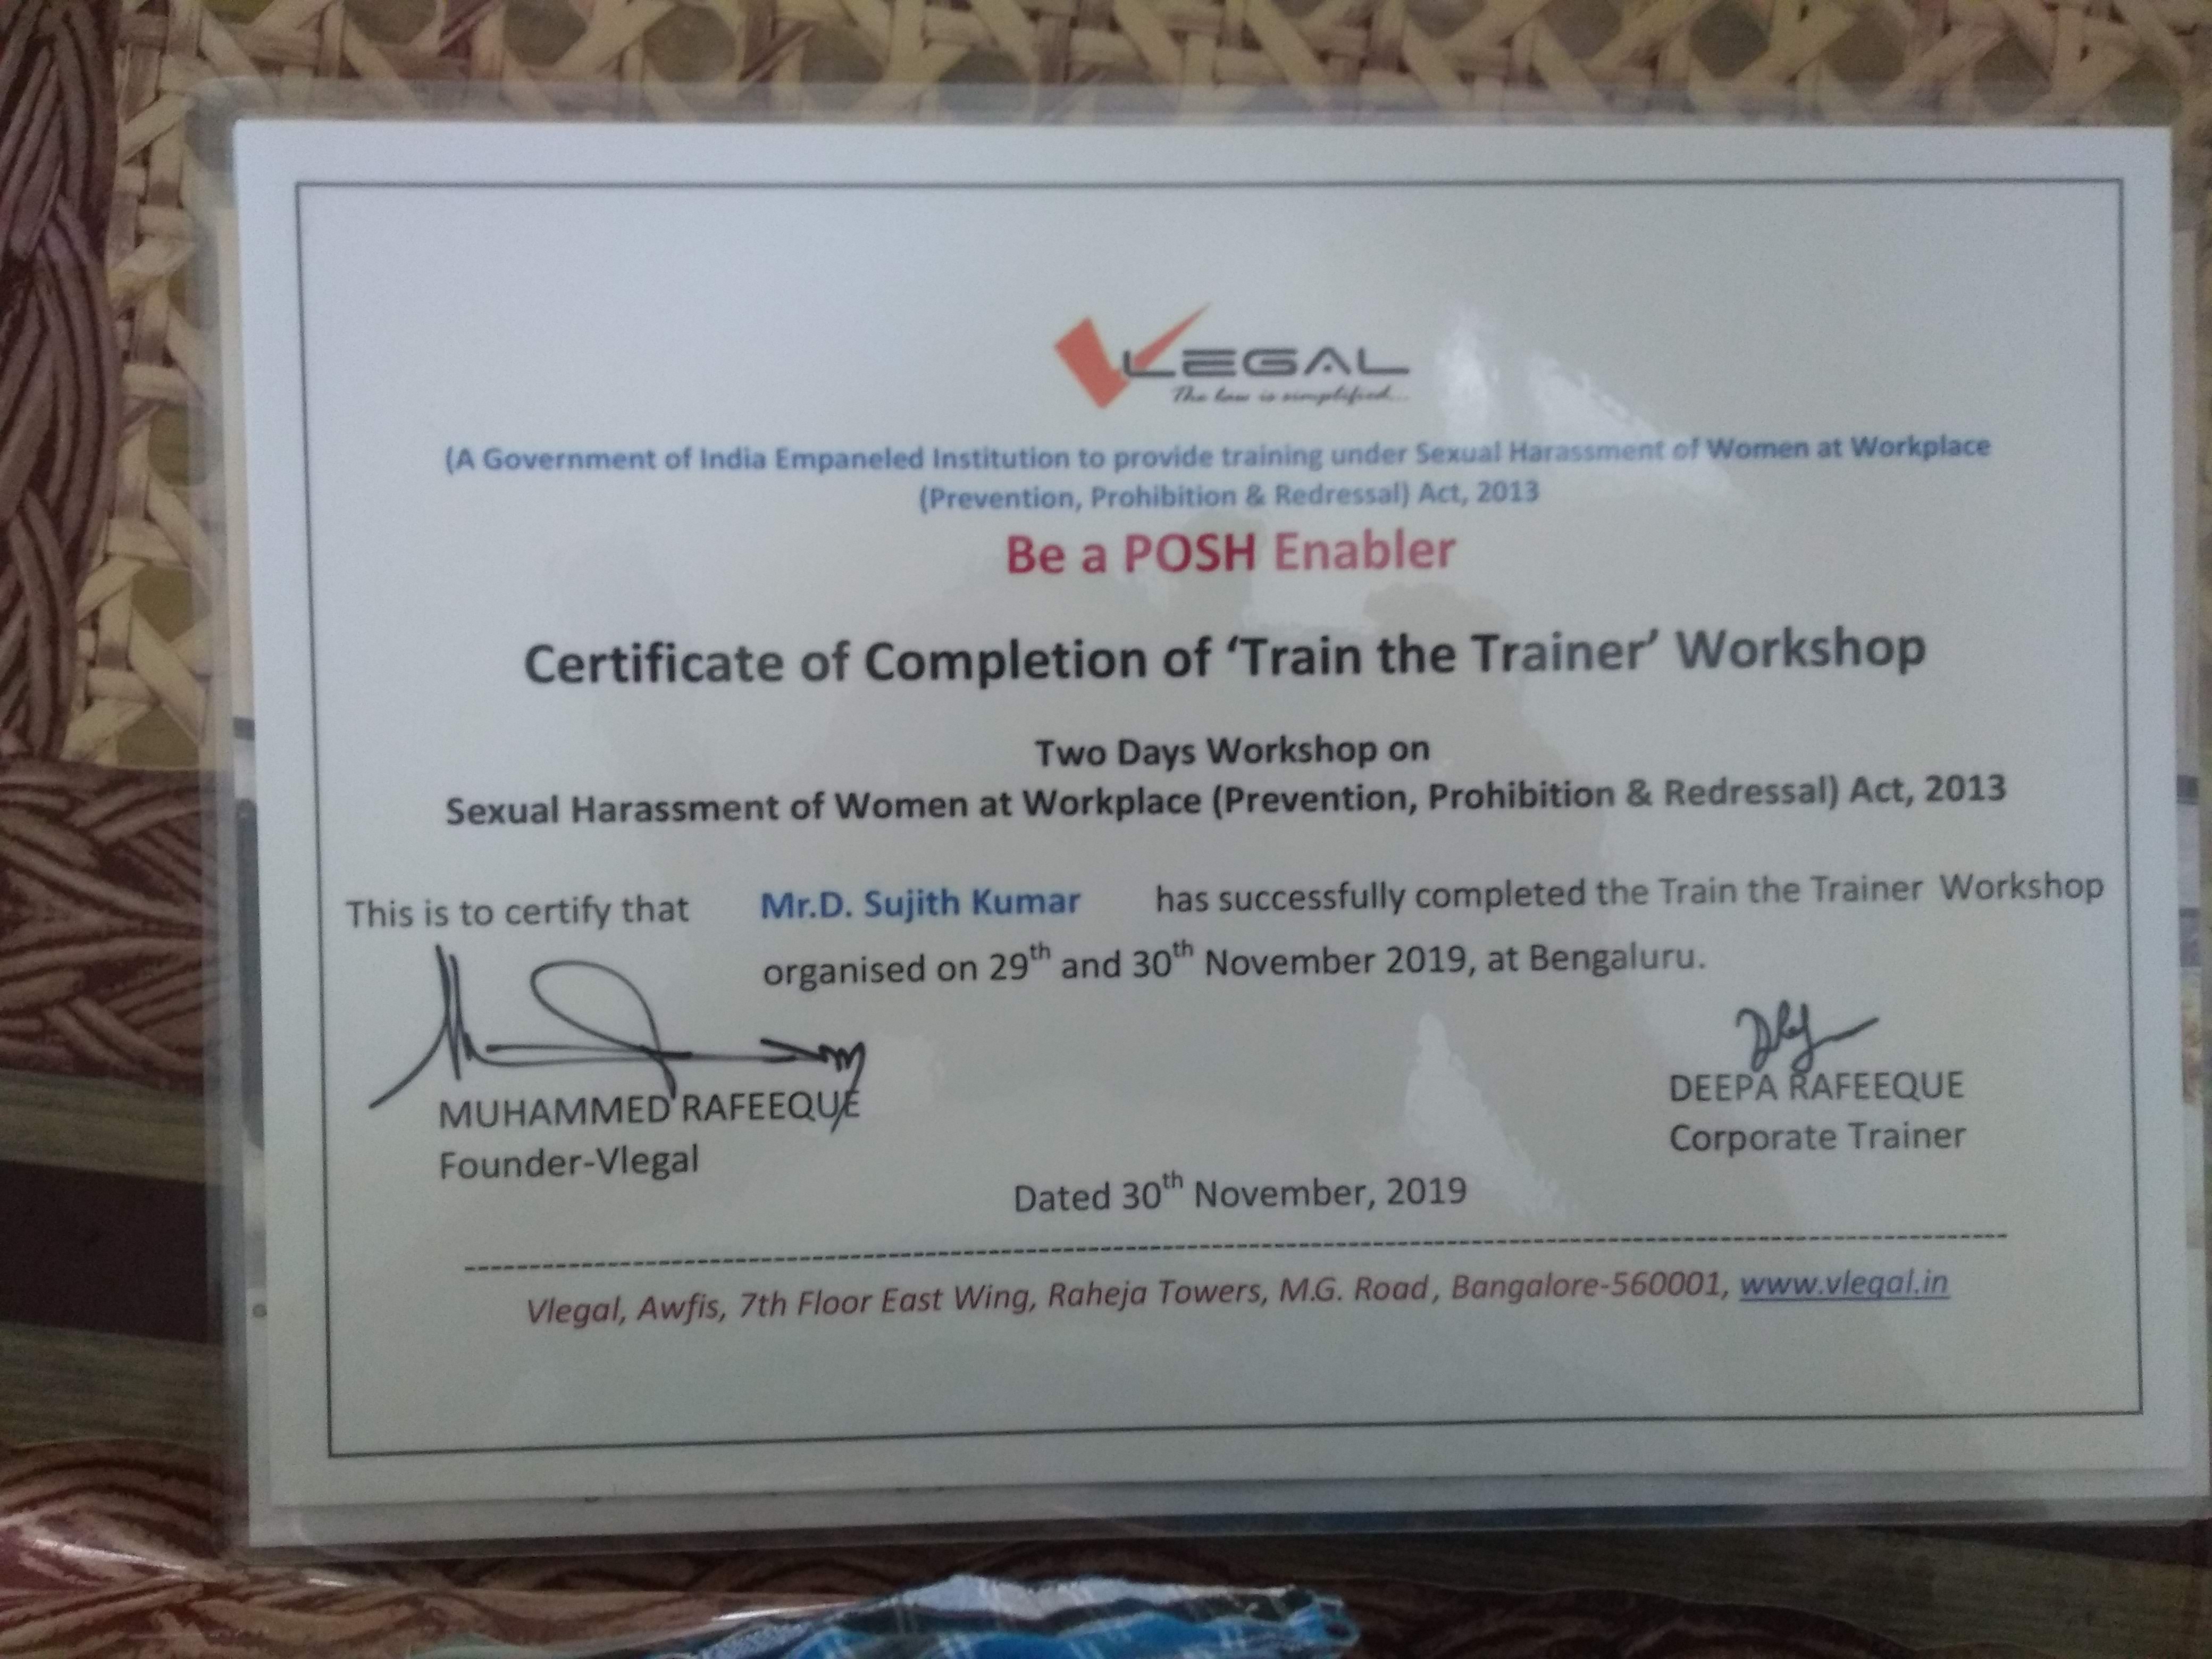 VLEGAL
The law is simplified...
(A Government of India Empaneled Institution to provide training under Sexual Harassment of Women at Workplace
(Prevention, Prohibition & Redressal) Act, 2013
Be a POSH Enabler
Certificate of Completion of ‘Train the Trainer’ Workshop
Two Days Workshop on
Sexual Harassment of Women at Workplace (Prevention, Prohibition & Redressal) Act, 2013
This is to certify that Mr.D. Sujith Kumar has successfully completed the Train the Trainer Workshop
organised on 29th and 30th November 2019, at Bengaluru.
MUHAMMED RAFEEQUE
Founder-Vlegal
DEEPA RAFEEQUE
Corporate Trainer
Dated 30th November, 2019
Vlegal, Awfis, 7th Floor East Wing, Raheja Towers, M.G. Road, Bangalore-560001, www.vlegal.in